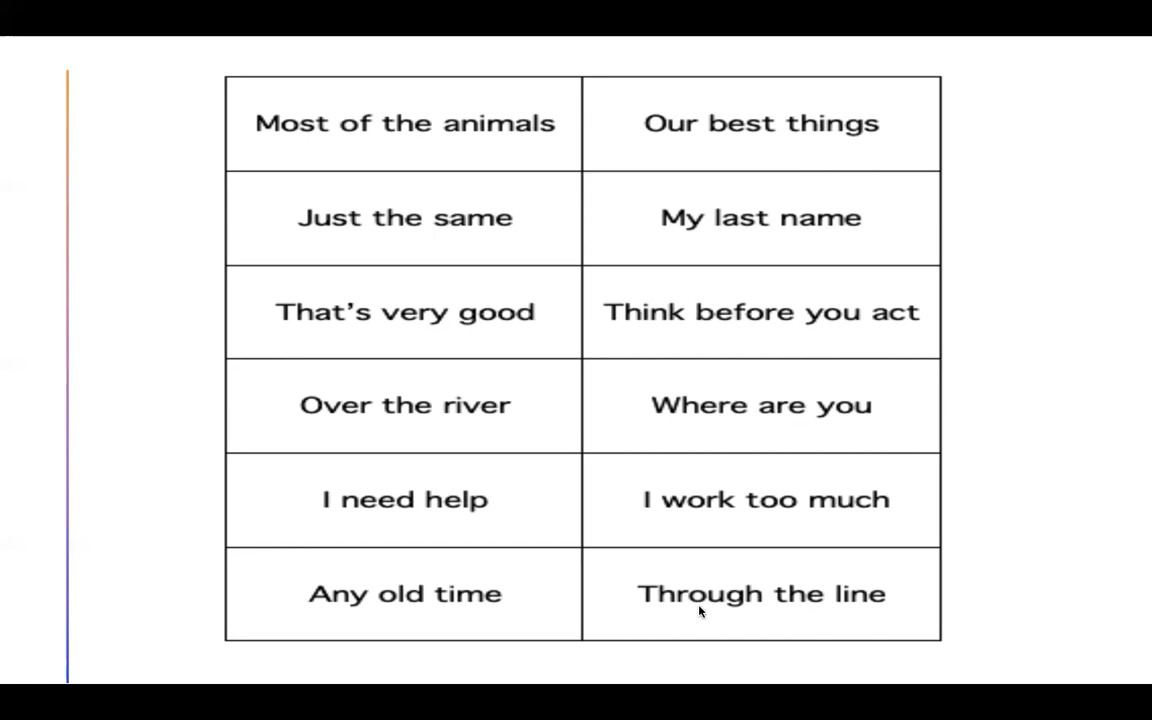 Most of the animals
Our best things
Just the same
My last name
That’s very good
Think before you act
Over the river
Where are you
I need help
I work too much
Any old time
Through the line